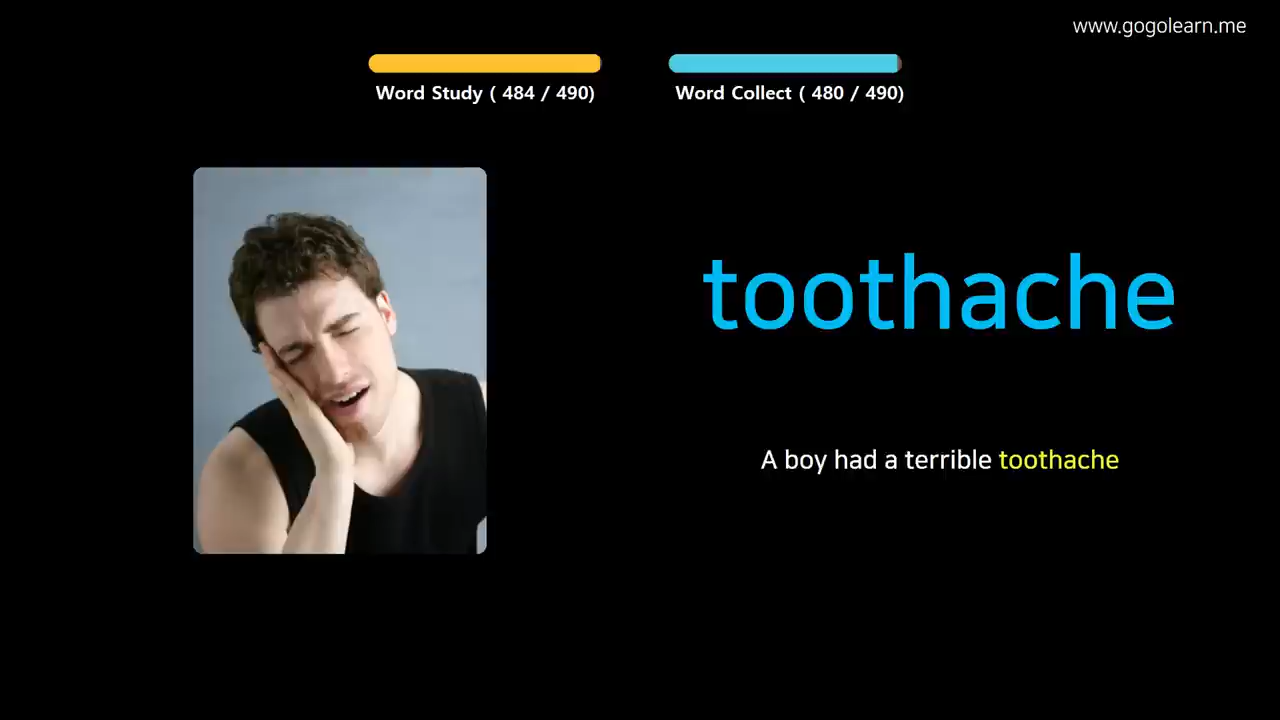 www.gogolearn.me
Word Study ( 484 / 490)
Word Collect ( 480 / 490)
toothache
A boy had a terrible toothache